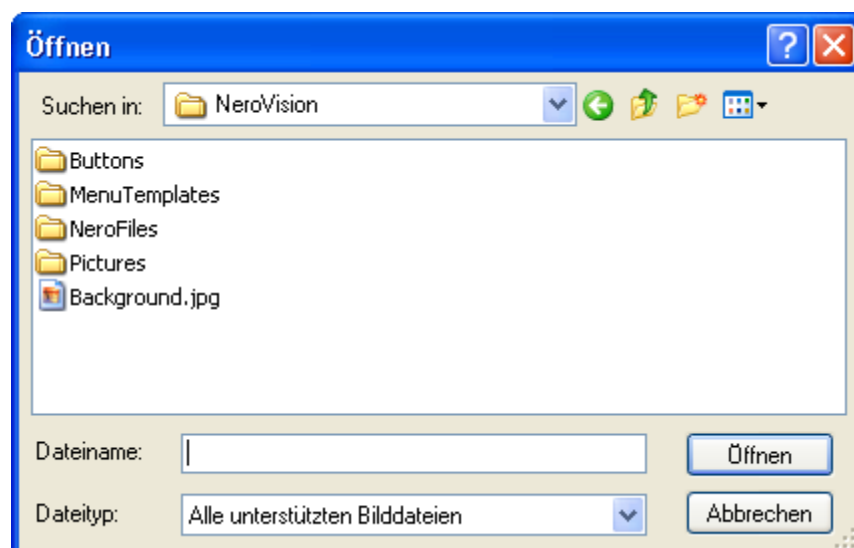 Öffnen
Suchen in: NeroVision
Buttons
MenuTemplates
NeroFiles
Pictures
Background.jpg
Dateiname: Öffnen
Dateityp: Alle unterstützten Bilddateien Abbrechen